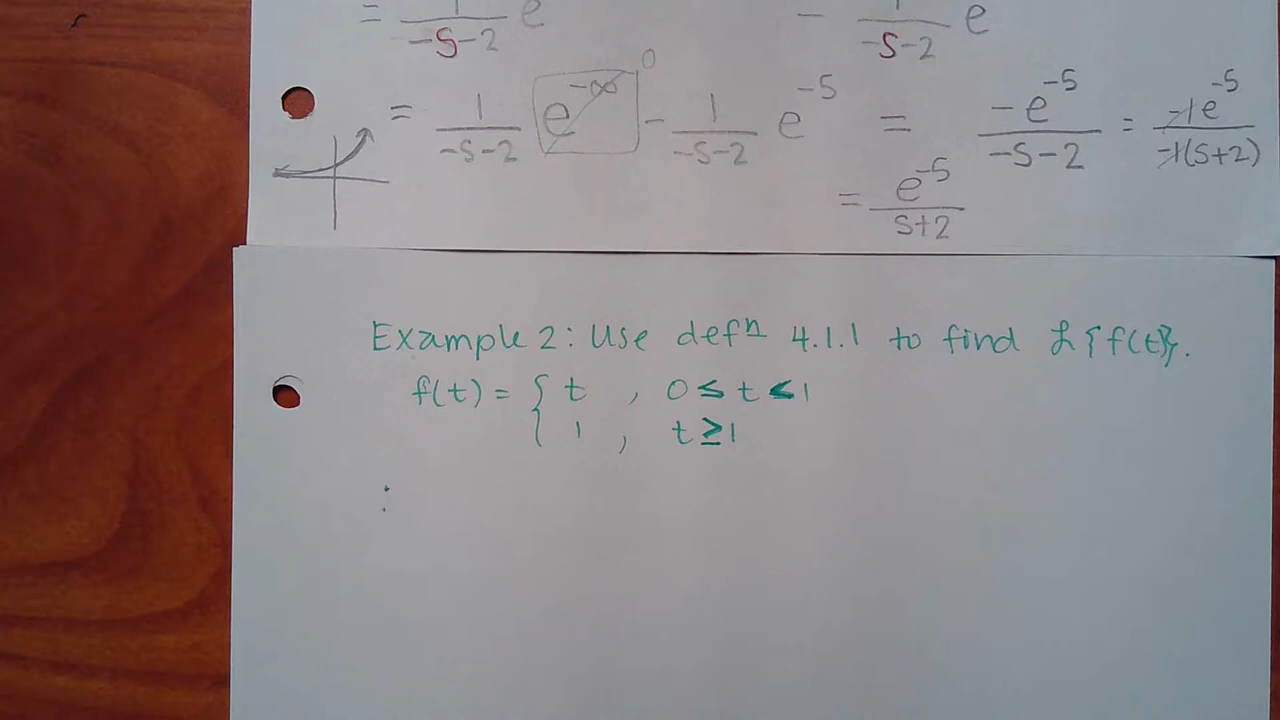 = 1/(-s-2) e - 1/(-s-2) e
= 1/(-s-2) e^(-∞) 0 - 1/(-s-2) e^-5 = -e^-5/(-s-2) = -1e^-5/(-1(s+2))
= e^-5/(s+2)
Example 2: Use defⁿ 4.1.1 to find ℒ{f(t)}.
f(t) = { t , 0 ≤ t ≤ 1
{ 1 , t ≥ 1
: